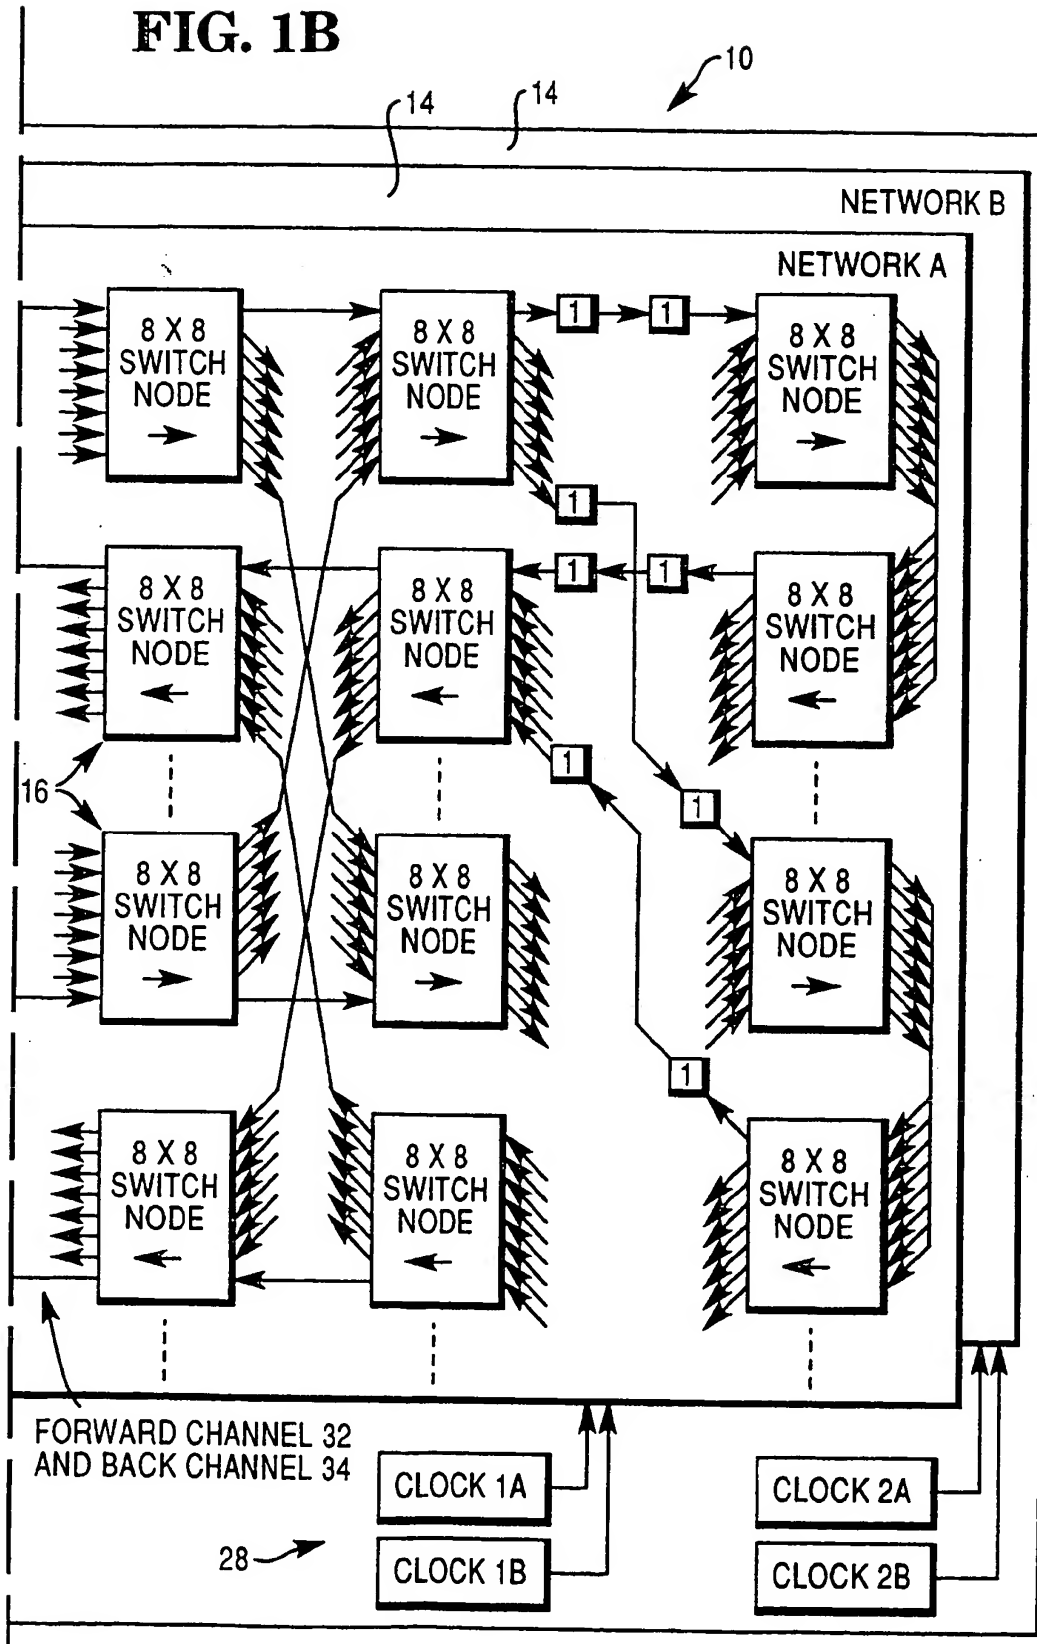 FIG. 1B
10
14
14
NETWORK B
NETWORK A
8 X 8
SWITCH
NODE
8 X 8
SWITCH
NODE
1
1
8 X 8
SWITCH
NODE
1
8 X 8
SWITCH
NODE
8 X 8
SWITCH
NODE
1
1
8 X 8
SWITCH
NODE
16
1
1
8 X 8
SWITCH
NODE
8 X 8
SWITCH
NODE
8 X 8
SWITCH
NODE
1
8 X 8
SWITCH
NODE
8 X 8
SWITCH
NODE
8 X 8
SWITCH
NODE
FORWARD CHANNEL 32
AND BACK CHANNEL 34
CLOCK 1A
CLOCK 2A
28
CLOCK 1B
CLOCK 2B